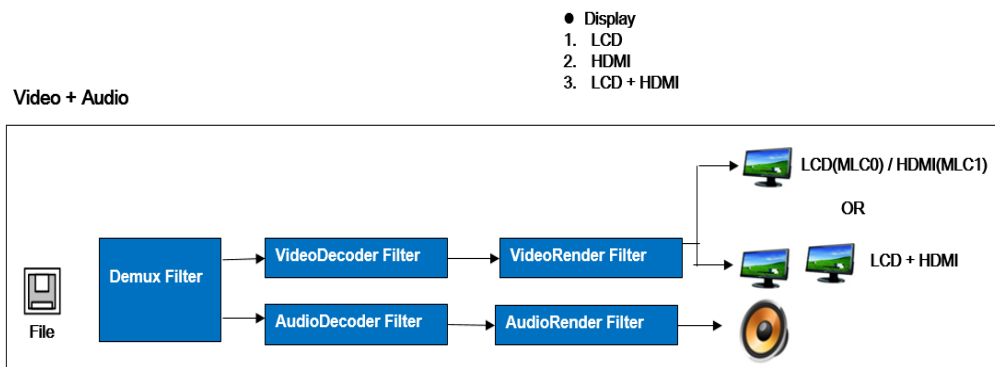 ● Display
1. LCD
2. HDMI
3. LCD + HDMI
Video + Audio
LCD(MLC0) / HDMI(MLC1)
OR
VideoDecoder Filter
VideoRender Filter
LCD + HDMI
Demux Filter
AudioDecoder Filter
AudioRender Filter
File